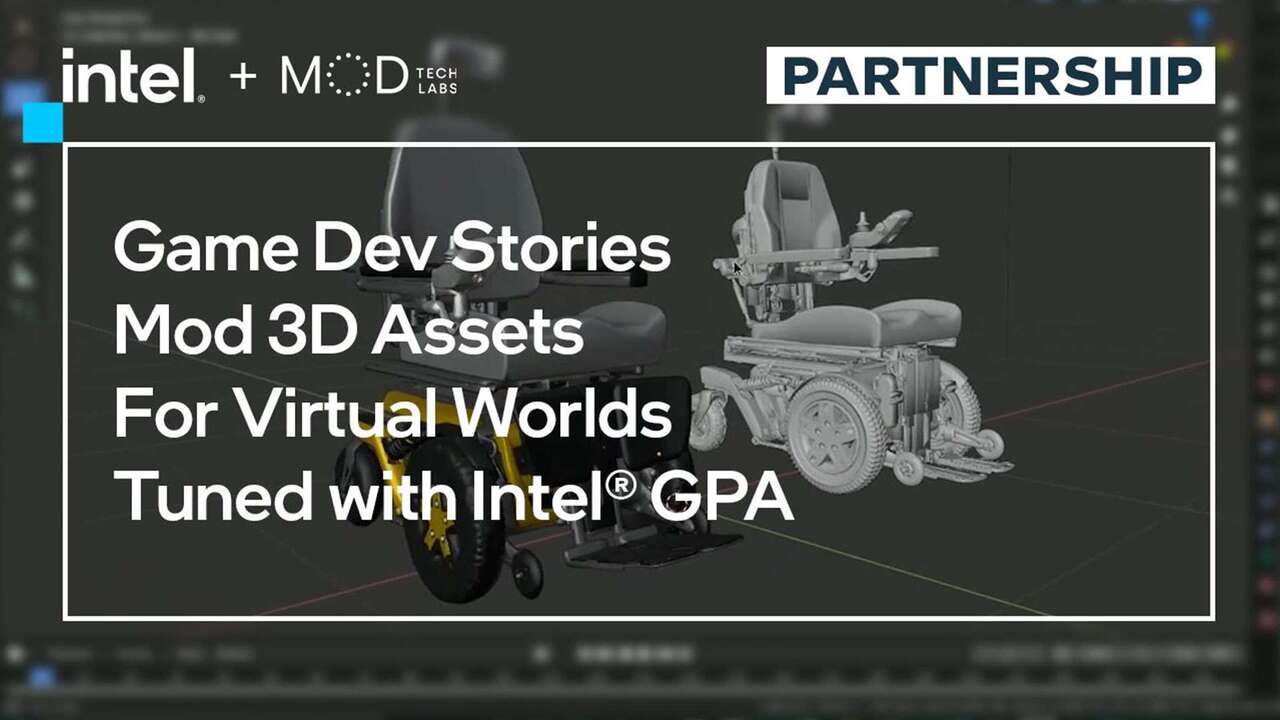 intel® + MOD TECH LABS
PARTNERSHIP
Game Dev Stories
Mod 3D Assets
For Virtual Worlds
Tuned with Intel® GPA